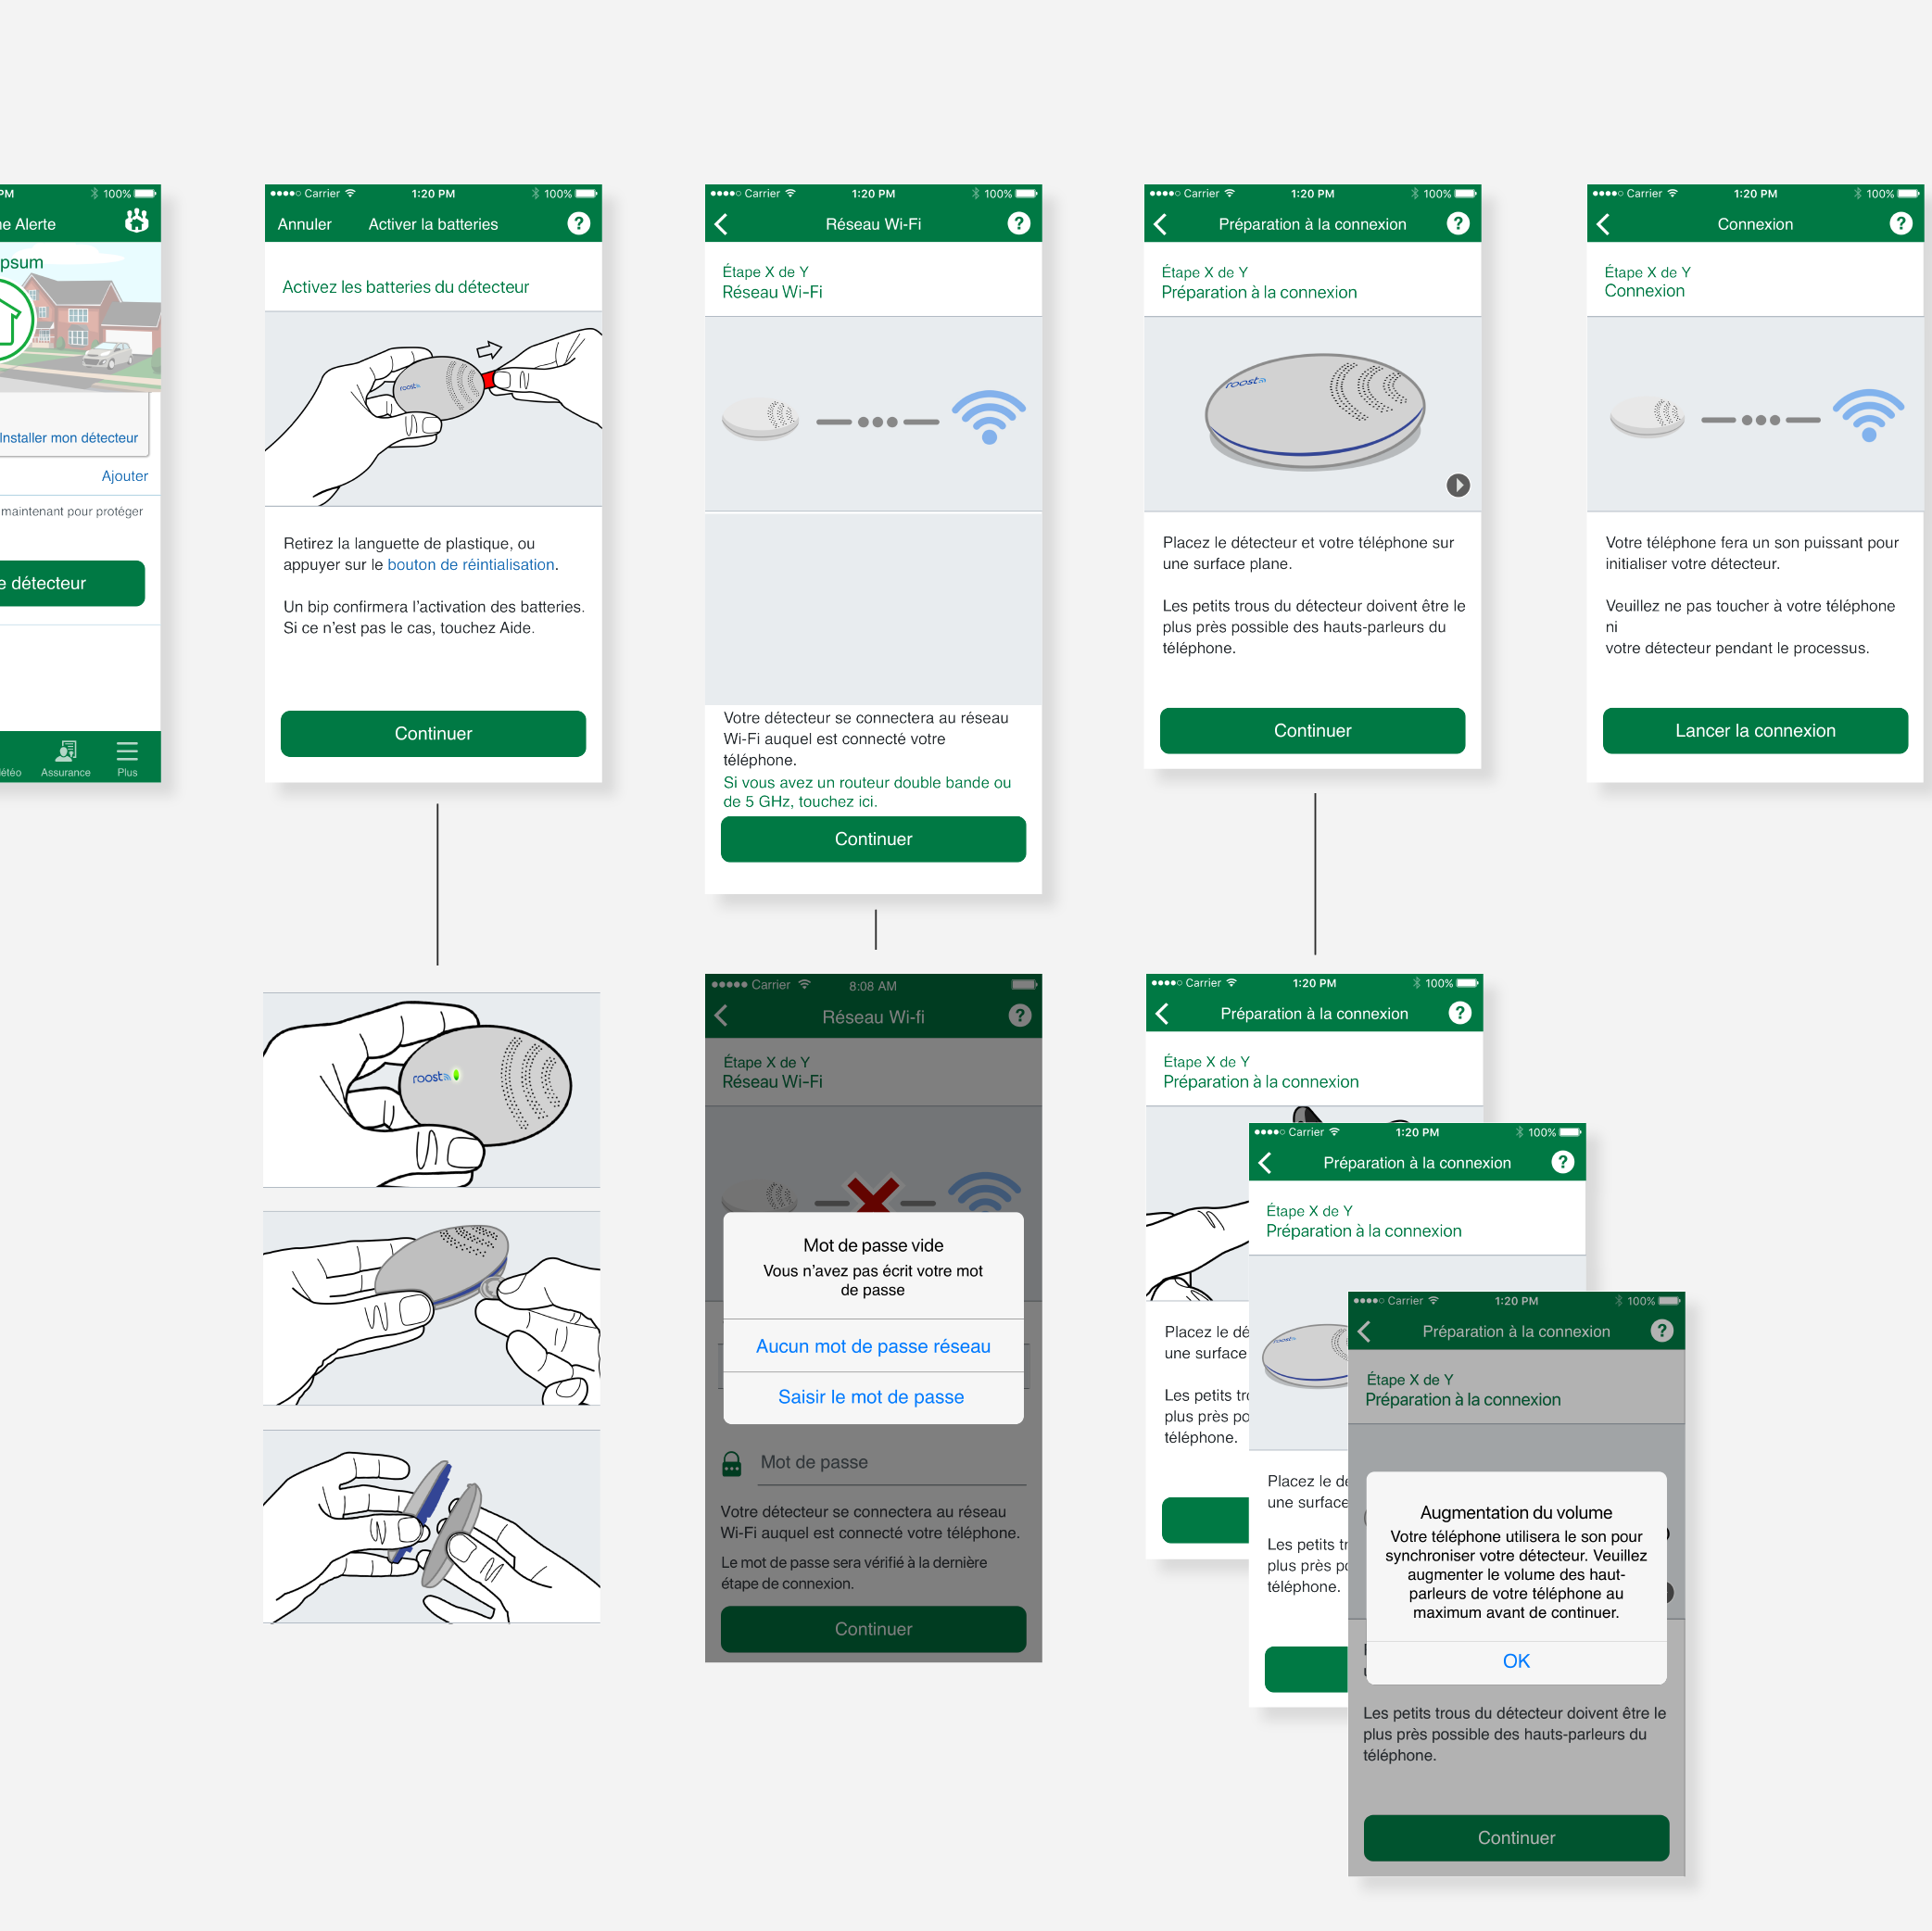 PM 100%
ne Alerte
psum
Installer mon détecteur
Ajouter
maintenant pour protéger
e détecteur
étéo Assurance Plus
Carrier 1:20 PM 100%
Annuler Activer la batteries ?
Activez les batteries du détecteur
roost
Retirez la languette de plastique, ou
appuyer sur le bouton de réintialisation.
Un bip confirmera l'activation des batteries.
Si ce n'est pas le cas, touchez Aide.
Continuer
roost
Carrier 1:20 PM 100%
Réseau Wi-Fi ?
Étape X de Y
Réseau Wi-Fi
Votre détecteur se connectera au réseau
Wi-Fi auquel est connecté votre
téléphone.
Si vous avez un routeur double bande ou
de 5 GHz, touchez ici.
Continuer
Carrier 8:08 AM
Réseau Wi-fi ?
Étape X de Y
Réseau Wi-Fi
Mot de passe vide
Vous n'avez pas écrit votre mot
de passe
Aucun mot de passe réseau
Saisir le mot de passe
Mot de passe
Votre détecteur se connectera au réseau
Wi-Fi auquel est connecté votre téléphone.
Le mot de passe sera vérifié à la dernière
étape de connexion.
Continuer
Carrier 1:20 PM 100%
Préparation à la connexion ?
Étape X de Y
Préparation à la connexion
roost
Placez le détecteur et votre téléphone sur
une surface plane.
Les petits trous du détecteur doivent être le
plus près possible des hauts-parleurs du
téléphone.
Continuer
Carrier 1:20 PM 100%
Préparation à la connexion ?
Étape X de Y
Préparation à la connexion
Placez le dé
une surface
Les petits tro
plus près po
téléphone.
Carrier 1:20 PM 100%
Préparation à la connexion ?
Étape X de Y
Préparation à la connexion
roost
Placez le dé
une surface
Les petits tr
plus près po
téléphone.
Carrier 1:20 PM 100%
Préparation à la connexion ?
Étape X de Y
Préparation à la connexion
Augmentation du volume
Votre téléphone utilisera le son pour
synchroniser votre détecteur. Veuillez
augmenter le volume des haut-
parleurs de votre téléphone au
maximum avant de continuer.
OK
Les petits trous du détecteur doivent être le
plus près possible des hauts-parleurs du
téléphone.
Continuer
Carrier 1:20 PM 100%
Connexion ?
Étape X de Y
Connexion
Votre téléphone fera un son puissant pour
initialiser votre détecteur.
Veuillez ne pas toucher à votre téléphone
ni
votre détecteur pendant le processus.
Lancer la connexion